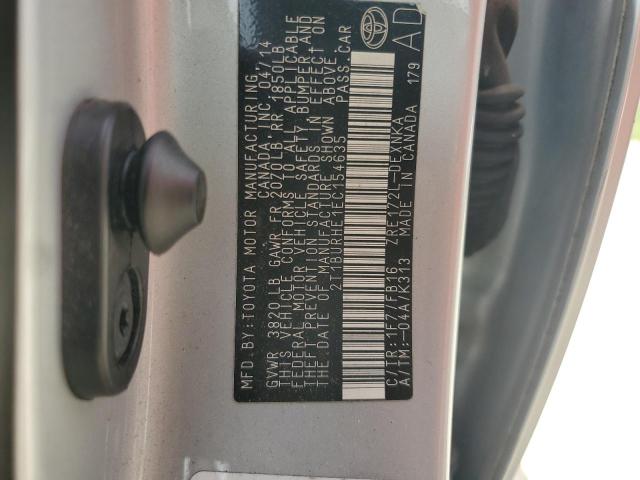 MFD.BY:TOYOTA MOTOR MANUFACTURING
CANADA, INC. 04/14
GVWR 3820LB GAWR FR 2070LB,RR 1850LB
THIS VEHICLE CONFORMS TO ALL APPLICABLE
FEDERAL MOTOR VEHICLE SAFETY, BUMPER,AND
THEFT PREVENTION STANDARDS IN EFFECT ON
THE DATE OF MANUFACTURE SHOWN ABOVE.
2T1BURHE1EC154635 PASS.CAR
C/TR:1F7/FB16 ZRE172L-DEXNKA
A/TM:-04A/K313 MADE IN CANADA 179
AD